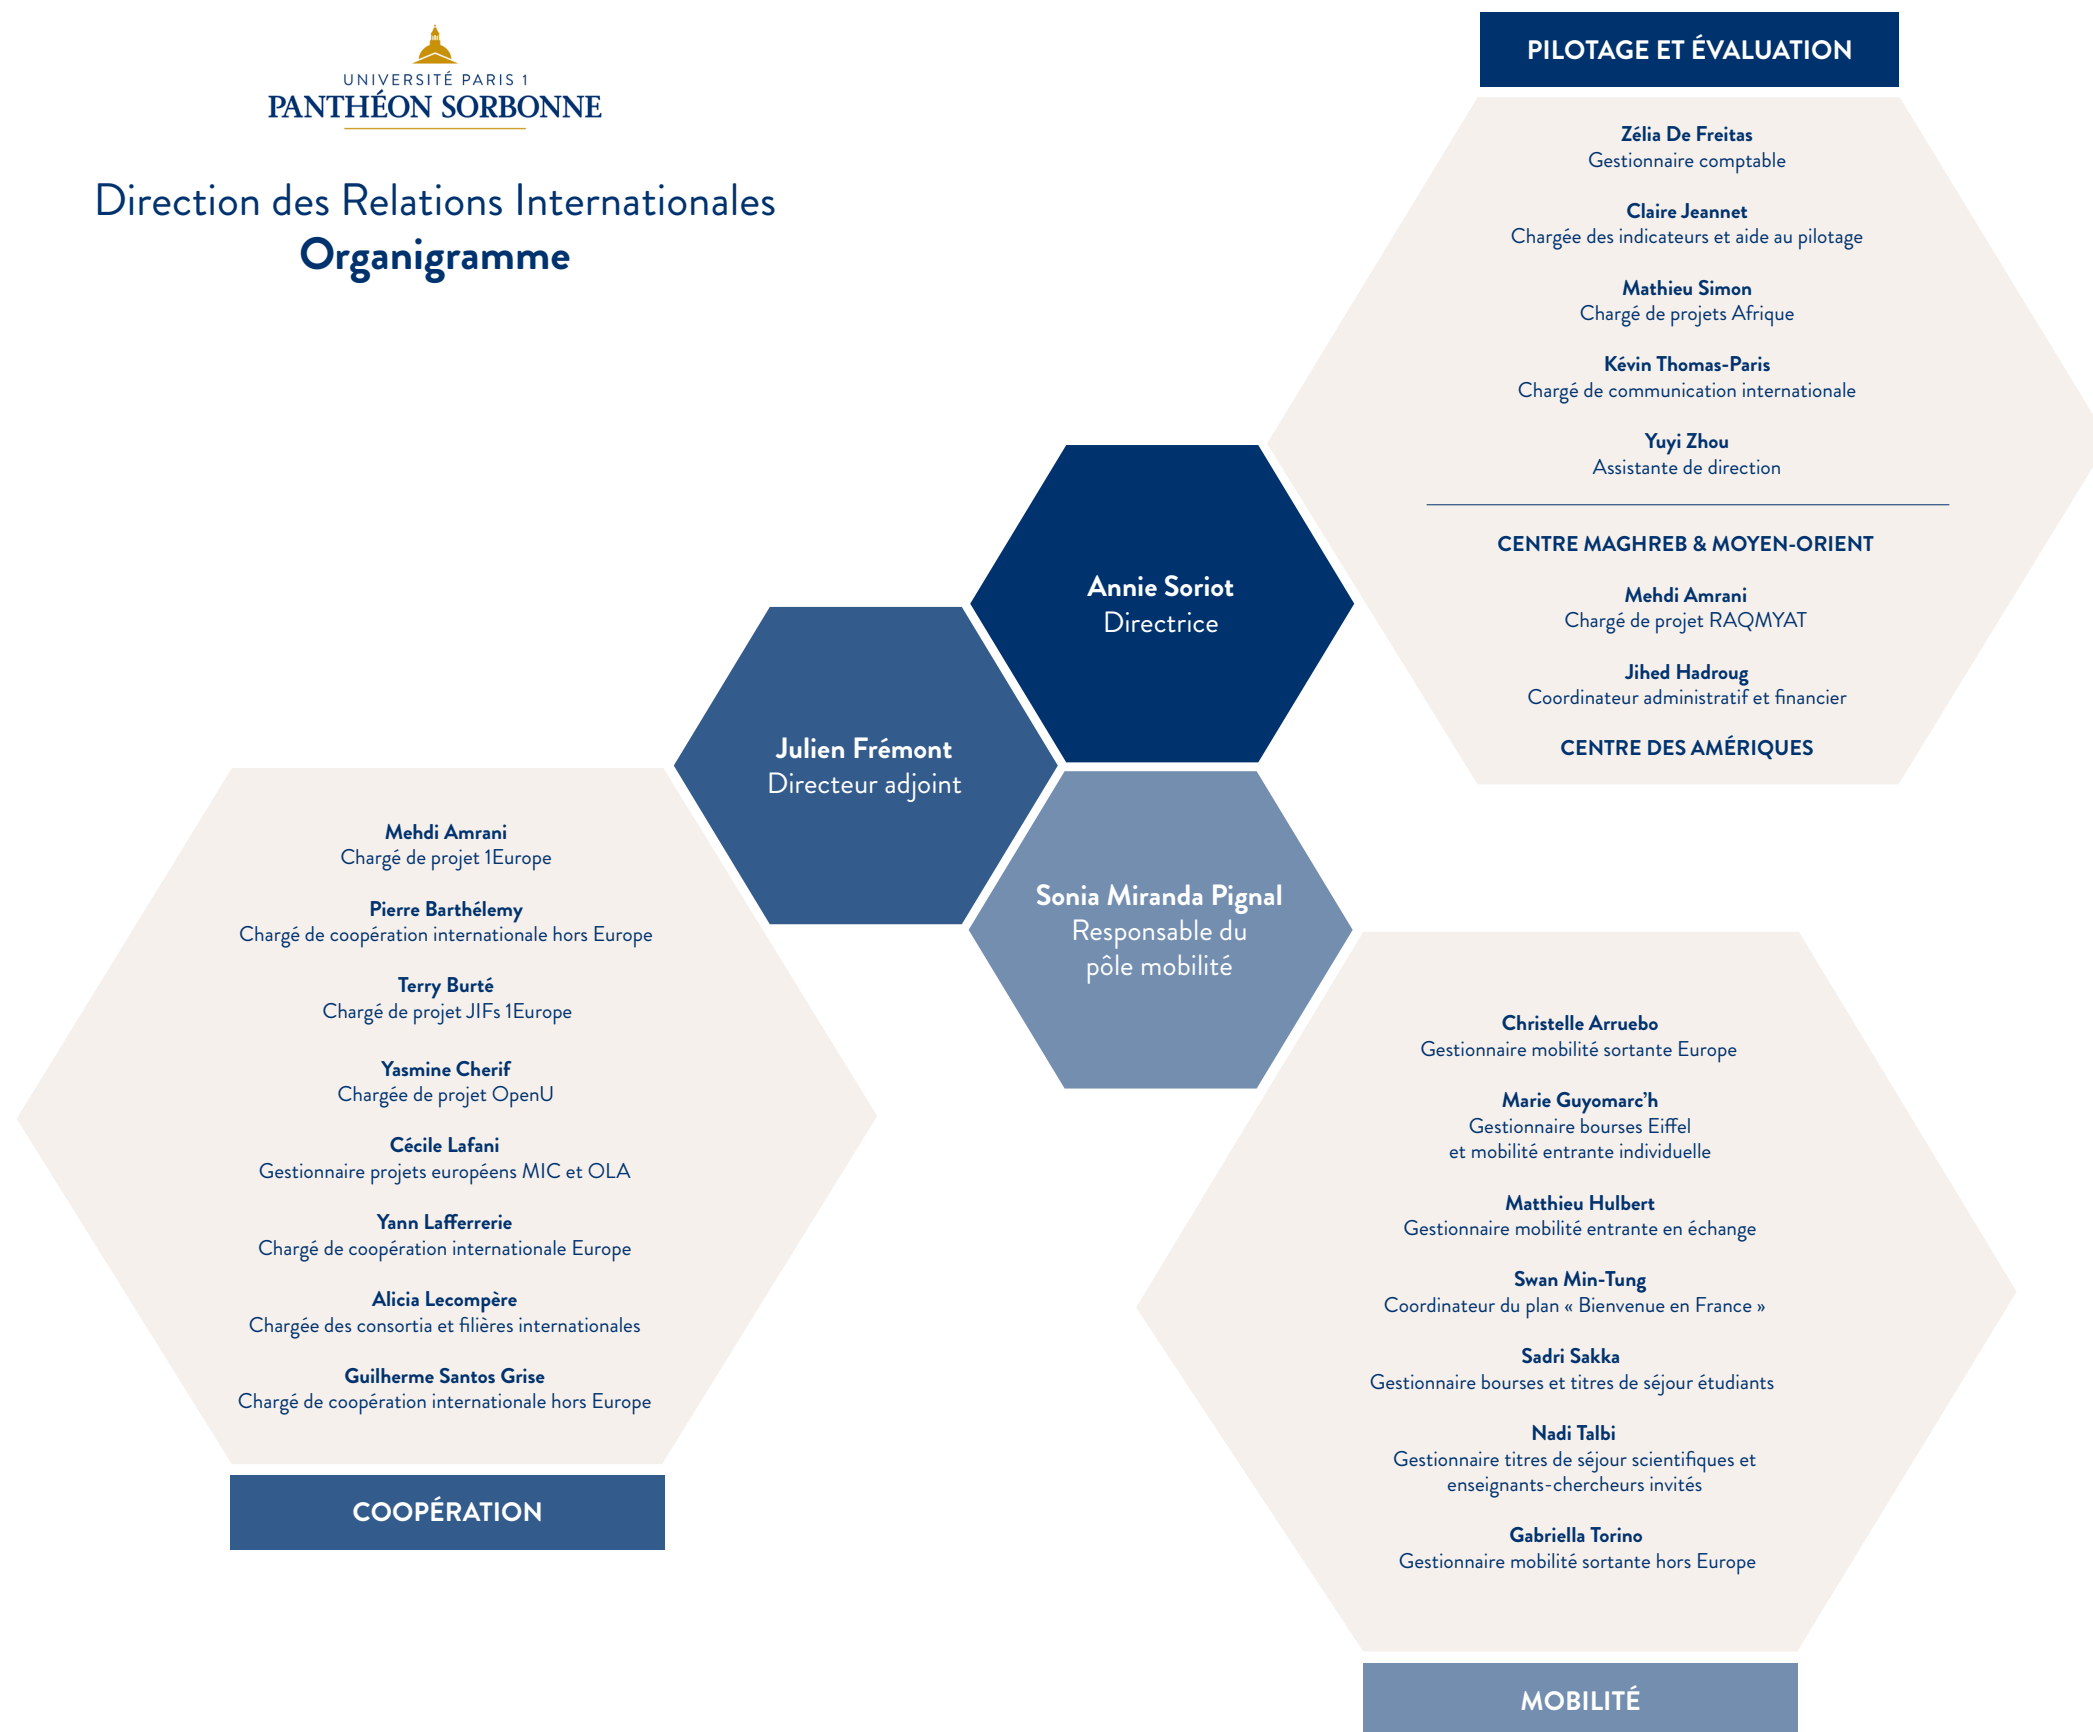 UNIVERSITÉ PARIS 1
PANTHÉON SORBONNE
Direction des Relations Internationales
Organigramme
PILOTAGE ET ÉVALUATION
Zélia De Freitas
Gestionnaire comptable
Claire Jeannet
Chargée des indicateurs et aide au pilotage
Mathieu Simon
Chargé de projets Afrique
Kévin Thomas-Paris
Chargé de communication internationale
Yuyi Zhou
Assistante de direction
CENTRE MAGHREB & MOYEN-ORIENT
Mehdi Amrani
Chargé de projet RAQMYAT
Jihed Hadroug
Coordinateur administratif et financier
CENTRE DES AMÉRIQUES
Annie Soriot
Directrice
Julien Frémont
Directeur adjoint
Sonia Miranda Pignal
Responsable du
pôle mobilité
Mehdi Amrani
Chargé de projet 1Europe
Pierre Barthélemy
Chargé de coopération internationale hors Europe
Terry Burté
Chargé de projet JIFs 1Europe
Yasmine Cherif
Chargée de projet OpenU
Cécile Lafani
Gestionnaire projets européens MIC et OLA
Yann Lafferrerie
Chargé de coopération internationale Europe
Alicia Lecompère
Chargée des consortia et filières internationales
Guilherme Santos Grise
Chargé de coopération internationale hors Europe
COOPÉRATION
Christelle Arruebo
Gestionnaire mobilité sortante Europe
Marie Guyomarc’h
Gestionnaire bourses Eiffel
et mobilité entrante individuelle
Matthieu Hulbert
Gestionnaire mobilité entrante en échange
Swan Min-Tung
Coordinateur du plan « Bienvenue en France »
Sadri Sakka
Gestionnaire bourses et titres de séjour étudiants
Nadi Talbi
Gestionnaire titres de séjour scientifiques et
enseignants-chercheurs invités
Gabriella Torino
Gestionnaire mobilité sortante hors Europe
MOBILITÉ